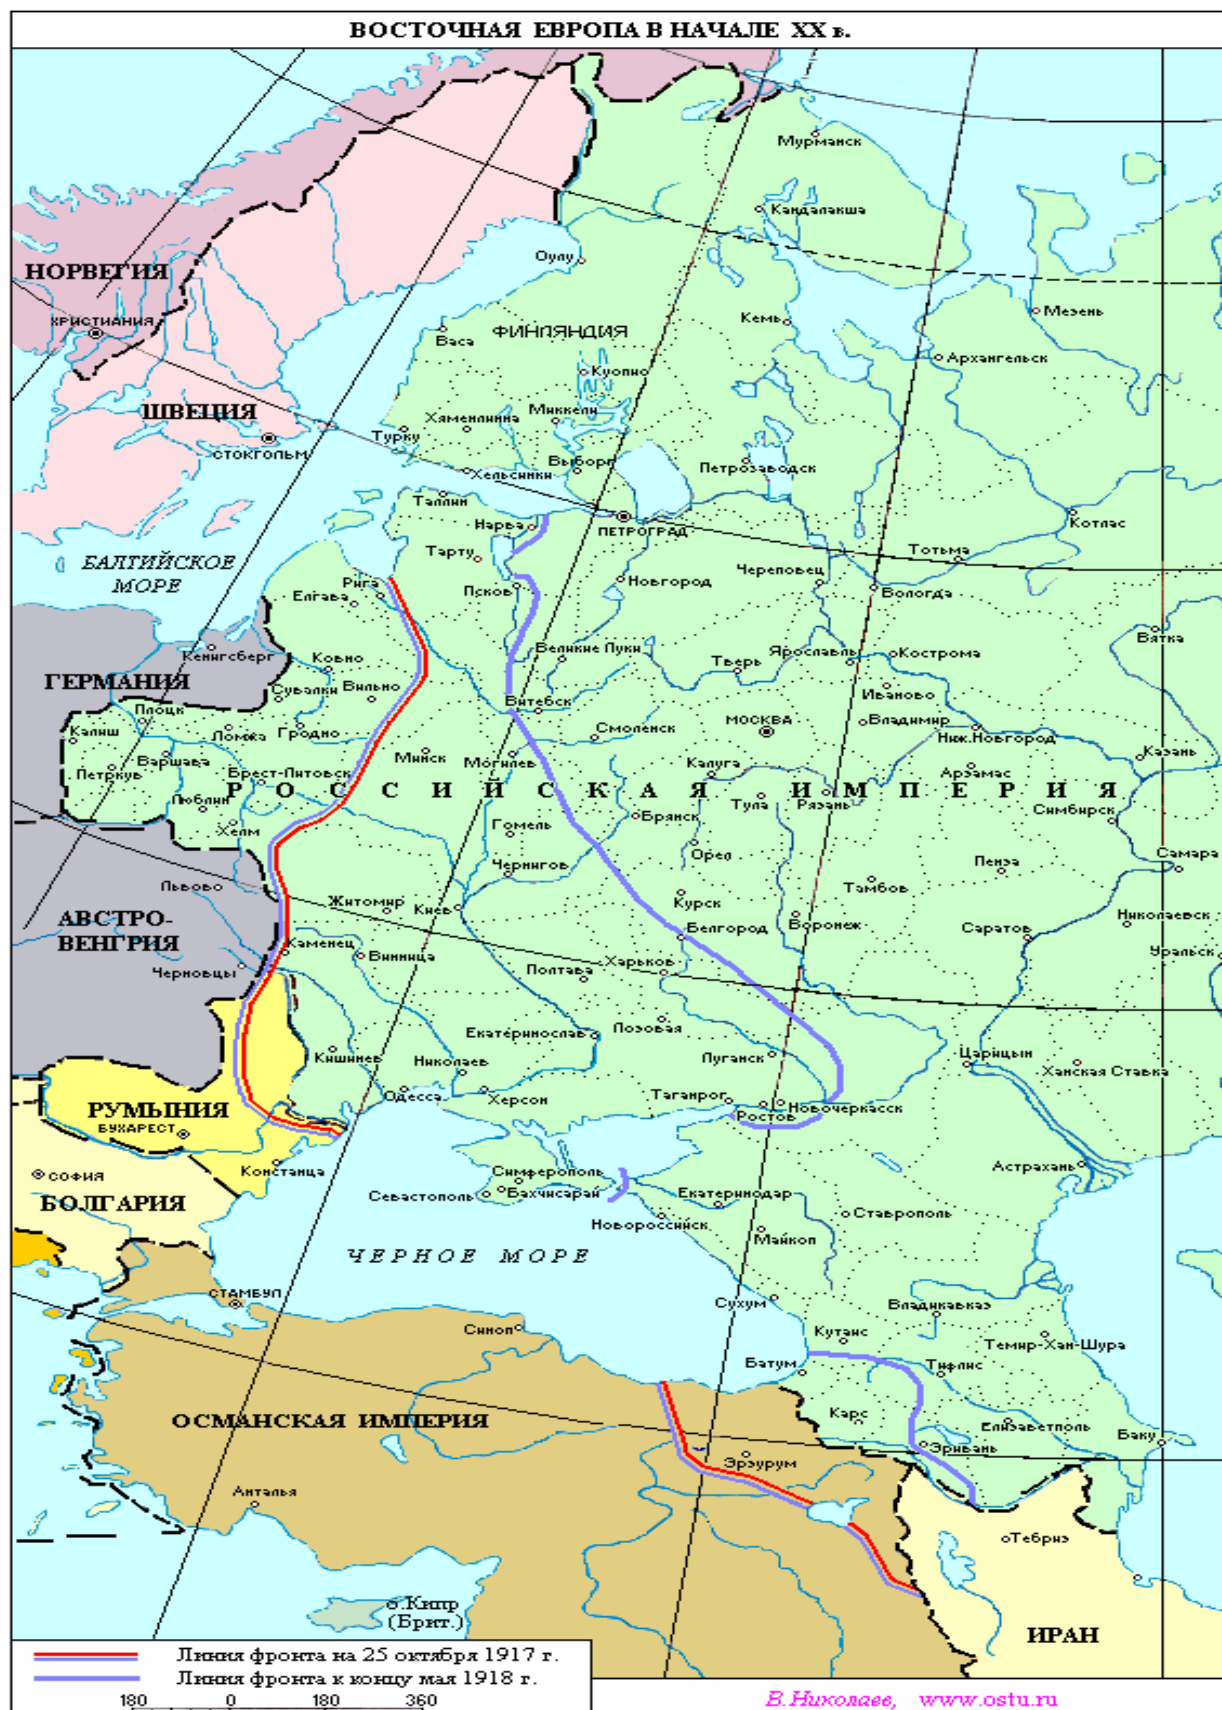 ВОСТОЧНАЯ ЕВРОПА В НАЧАЛЕ XX в.
Мурманск
Кандалакша
Оулу
НОРВЕГИЯ
ХРИСТИАНИЯ
Васа
ФИНЛЯНДИЯ
Кемь
Мезень
Архангельск
Куопио
ШВЕЦИЯ
СТОКГОЛЬМ
Турку
Хяменлинна
Миккели
Хельсинки
Выборг
Петрозаводск
Таллин
Нарва
ПЕТРОГРАД
Котлас
БАЛТИЙСКОЕ
МОРЕ
Тарту
Тотьма
Рига
Елгава
Псков
Новгород
Череповец
Вологда
Вятка
Кенигсберг
Ковно
Великие Луки
Тверь
Ярославль
Кострома
ГЕРМАНИЯ
Сувалки
Вильно
Витебск
Иваново
Плоцк
Калиш
Ломжа
Гродно
Смоленск
МОСКВА
Владимир
Ниж.Новгород
Казань
Петркув
Варшава
Брест-Литовск
Минск
Могилев
Калуга
Арзамас
РОССИЙСКАЯ ИМПЕРИЯ
Люблин
Тула
Рязань
Симбирск
Хелм
Гомель
Брянск
Чернигов
Орел
Пенза
Самара
Львово
Житомир
Киев
Курск
Тамбов
АВСТРО-
ВЕНГРИЯ
Белгород
Воронеж
Саратов
Николаевск
Уральск
Каменец
Винница
Черновцы
Полтава
Харьков
Екатеринослав
Лозовая
Кишинев
Николаев
Луганск
Царицын
Ханская Ставка
РУМЫНИЯ
БУХАРЕСТ
Одесса
Херсон
Таганрог
Ростов
Новочеркасск
СОФИЯ
Констанца
Симферополь
Астрахань
БОЛГАРИЯ
Севастополь
Бахчисарай
Екатеринодар
Новороссийск
Ставрополь
Майкоп
ЧЕРНОЕ МОРЕ
СТАМБУЛ
Синоп
Сухум
Владикавказ
Кутаис
Темир-Хан-Шура
Батум
Тифлис
ОСМАНСКАЯ ИМПЕРИЯ
Карс
Елизаветполь
Эривань
Баку
Эрзурум
Анталья
Тебриз
о.Кипр
(Брит.)
ИРАН
Линия фронта на 25 октября 1917 г.
Линия фронта к концу мая 1918 г.
180 0 180 360
В.Николаев, www.ostu.ru